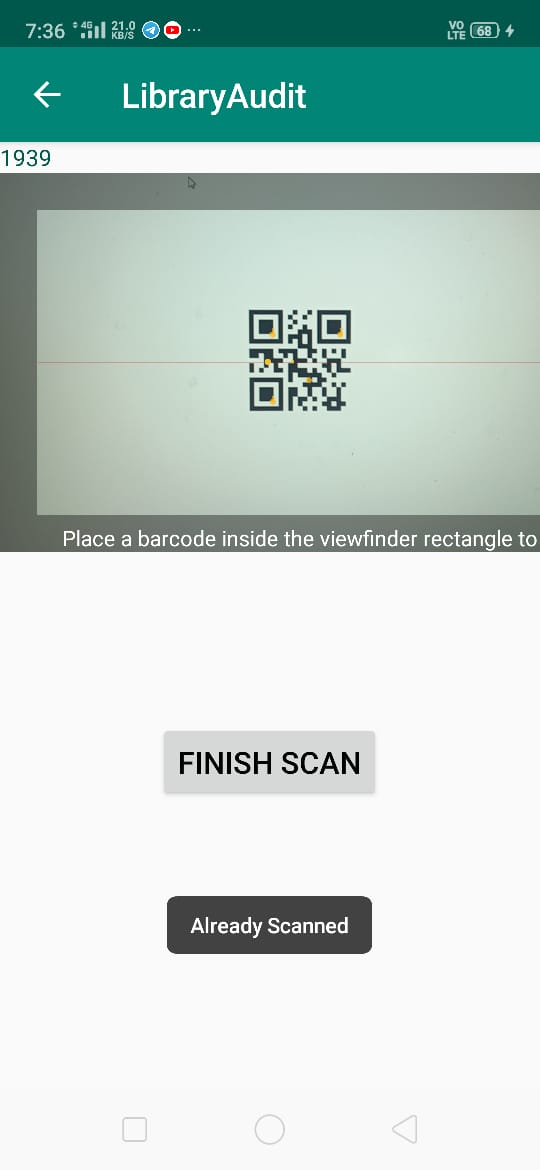 7:36 4G 21.0 KB/S ... VO LTE 68
LibraryAudit
1939
Place a barcode inside the viewfinder rectangle to
FINISH SCAN
Already Scanned